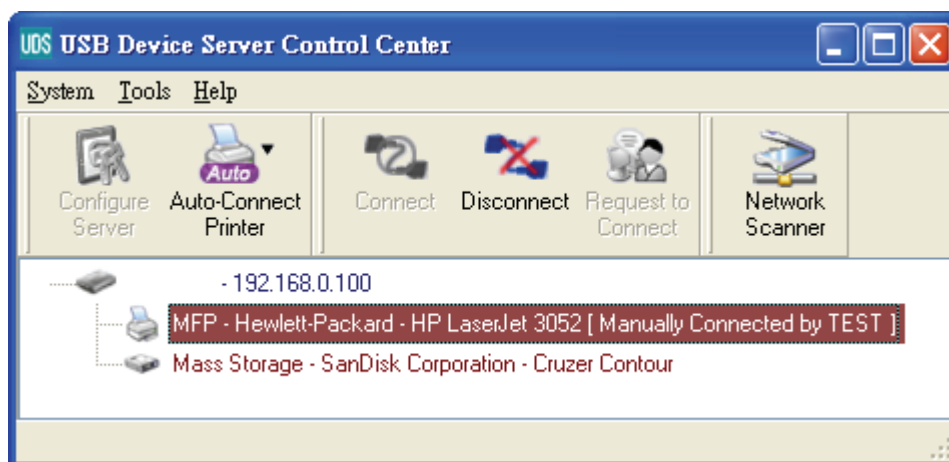 UDS USB Device Server Control Center
System Tools Help
Auto
Configure Server
Auto-Connect Printer
Connect
Disconnect
Request to Connect
Network Scanner
- 192.168.0.100
MFP - Hewlett-Packard - HP LaserJet 3052 [ Manually Connected by TEST ]
Mass Storage - SanDisk Corporation - Cruzer Contour